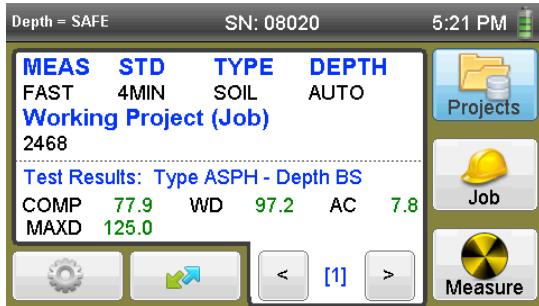 Depth = SAFE SN: 08020 5:21 PM
MEAS STD TYPE DEPTH
FAST 4MIN SOIL AUTO
Working Project (Job)
2468
Test Results: Type ASPH - Depth BS
COMP 77.9 WD 97.2 AC 7.8
MAXD 125.0
Projects
Job
< [1] >
Measure